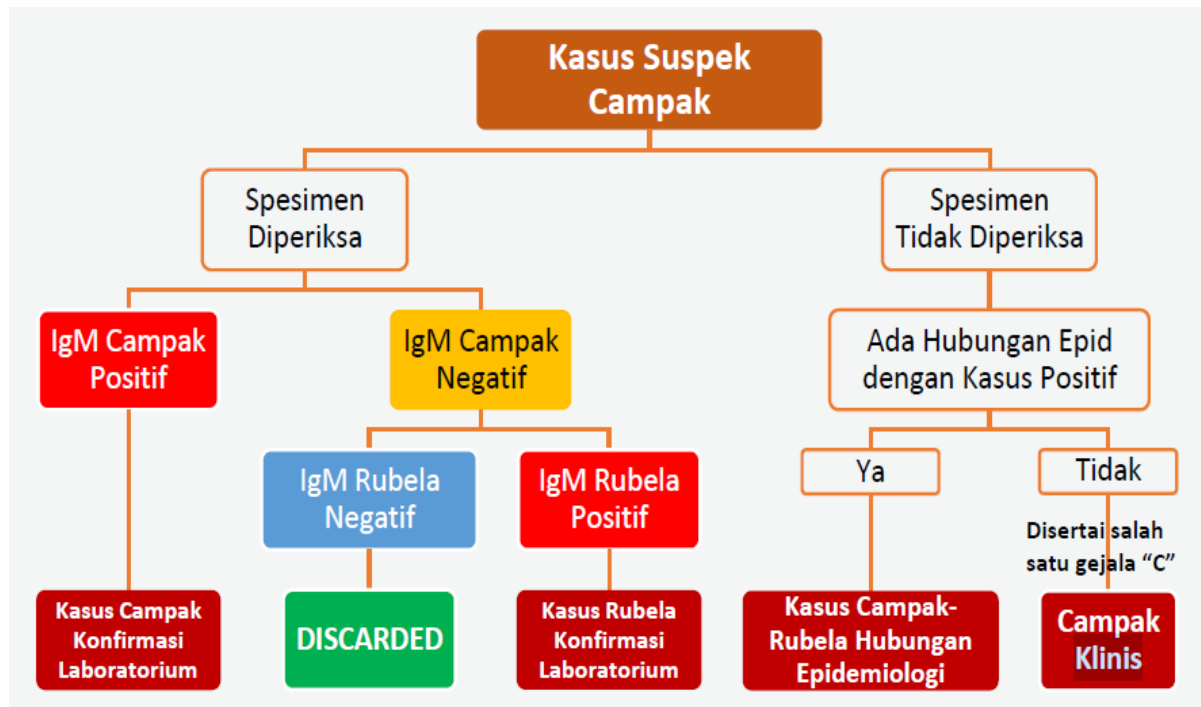 Kasus Suspek
Campak
Spesimen
Diperiksa
Spesimen
Tidak Diperiksa
IgM Campak
Positif
IgM Campak
Negatif
Ada Hubungan Epid
dengan Kasus Positif
IgM Rubela
Negatif
IgM Rubela
Positif
Ya
Tidak
Disertai salah
satu gejala “C”
Kasus Campak
Konfirmasi
Laboratorium
DISCARDED
Kasus Rubela
Konfirmasi
Laboratorium
Kasus Campak-
Rubela Hubungan
Epidemiologi
Campak
Klinis